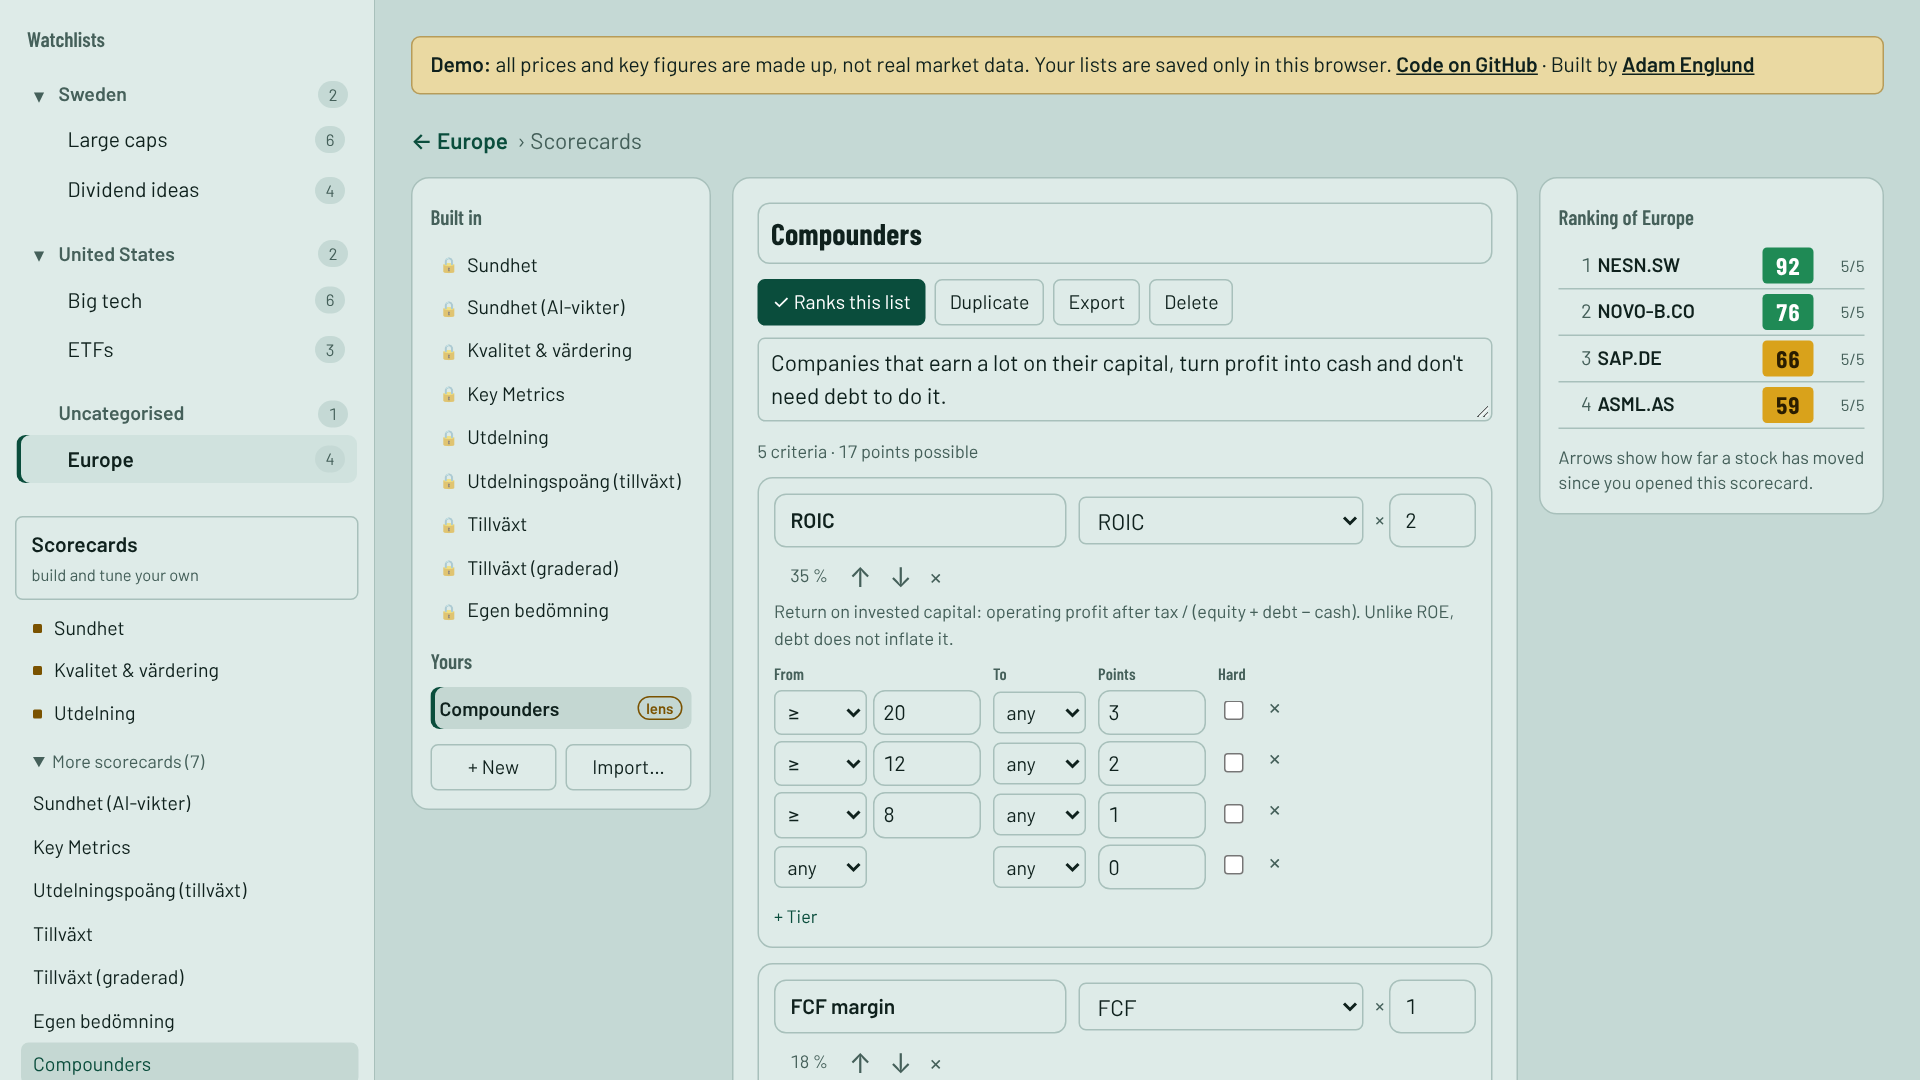 Watchlists
▼ Sweden 2
Large caps 6
Dividend ideas 4
▼ United States 2
Big tech 6
ETFs 3
Uncategorised 1
Europe 4
Scorecards
build and tune your own
Sundhet
Kvalitet & värdering
Utdelning
▼ More scorecards (7)
Sundhet (AI-vikter)
Key Metrics
Utdelningspoäng (tillväxt)
Tillväxt
Tillväxt (graderad)
Egen bedömning
Compounders
Demo: all prices and key figures are made up, not real market data. Your lists are saved only in this browser. Code on GitHub · Built by Adam Englund
← Europe › Scorecards
Built in
Sundhet
Sundhet (AI-vikter)
Kvalitet & värdering
Key Metrics
Utdelning
Utdelningspoäng (tillväxt)
Tillväxt
Tillväxt (graderad)
Egen bedömning
Yours
Compounders lens
+ New Import...
Compounders
✓ Ranks this list Duplicate Export Delete
Companies that earn a lot on their capital, turn profit into cash and don't
need debt to do it.
5 criteria · 17 points possible
ROIC ROIC × 2
35 % ↑ ↓ ×
Return on invested capital: operating profit after tax / (equity + debt − cash). Unlike ROE,
debt does not inflate it.
From To Points Hard
≥ 20 any 3 ×
≥ 12 any 2 ×
≥ 8 any 1 ×
any any 0 ×
+ Tier
FCF margin FCF × 1
18 % ↑ ↓ ×
Ranking of Europe
1 NESN.SW 92 5/5
2 NOVO-B.CO 76 5/5
3 SAP.DE 66 5/5
4 ASML.AS 59 5/5
Arrows show how far a stock has moved
since you opened this scorecard.